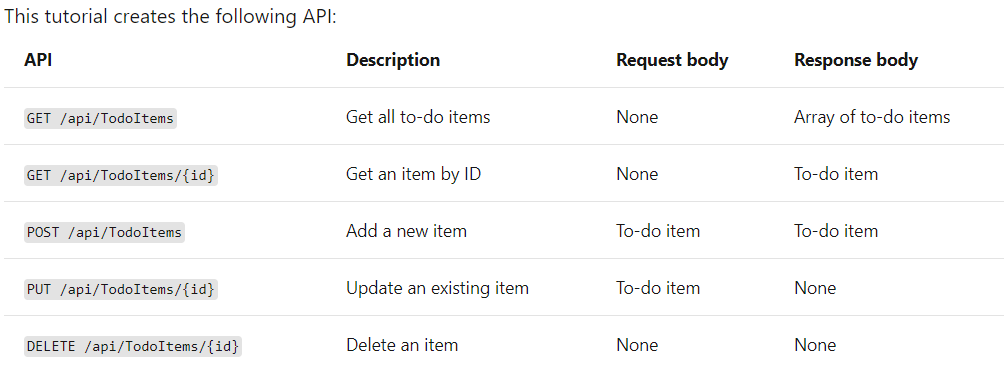 This tutorial creates the following API:
API Description Request body Response body
GET /api/TodoItems Get all to-do items None Array of to-do items
GET /api/TodoItems/{id} Get an item by ID None To-do item
POST /api/TodoItems Add a new item To-do item To-do item
PUT /api/TodoItems/{id} Update an existing item To-do item None
DELETE /api/TodoItems/{id} Delete an item None None